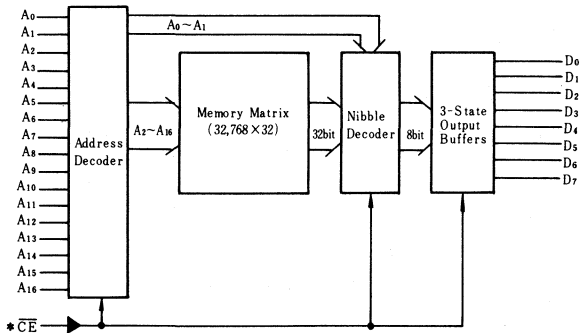 A₀
A₁
A₂
A₃
A₄
A₅
A₆
A₇
A₈
A₉
A₁₀
A₁₁
A₁₂
A₁₃
A₁₄
A₁₅
A₁₆
*C̅E̅
Address
Decoder
A₀~A₁
A₂~A₁₆
Memory Matrix
(32,768×32)
32bit
Nibble
Decoder
8bit
3-State
Output
Buffers
D₀
D₁
D₂
D₃
D₄
D₅
D₆
D₇